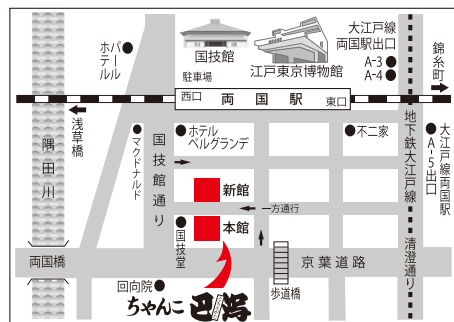 パール
ホテル
国技館
駐車場
江戸東京博物館
大江戸線
両国駅出口
A-3
A-4
錦糸町
西口
両国駅
東口
浅草橋
隅田川
マクドナルド
国技館通り
ホテル
ベルグランデ
不二家
地下鉄大江戸線
大江戸線両国駅
A-5出口
新館
一方通行
本館
国技堂
清澄通り
両国橋
京葉道路
回向院
歩道橋
ちゃんこ 巴潟